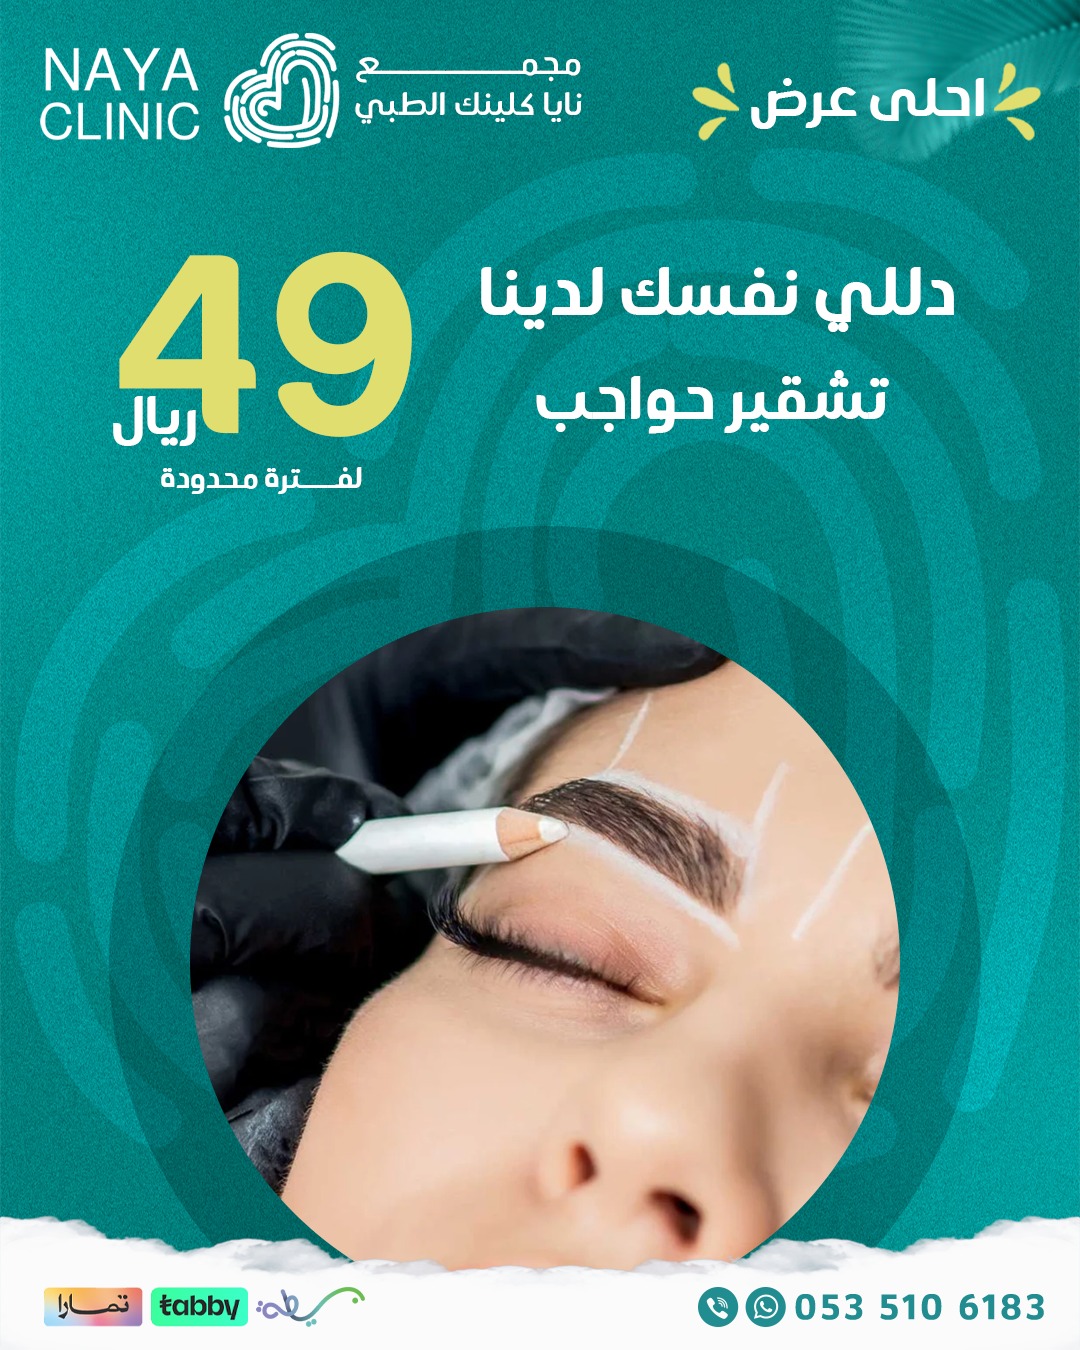 NAYA
CLINIC
مجمع
نايا كلينك الطبي
احلى عرض
دللي نفسك لدينا
تشقير حواجب
49
ريال
لفترة محدودة
تمارا
tabby
053 510 6183